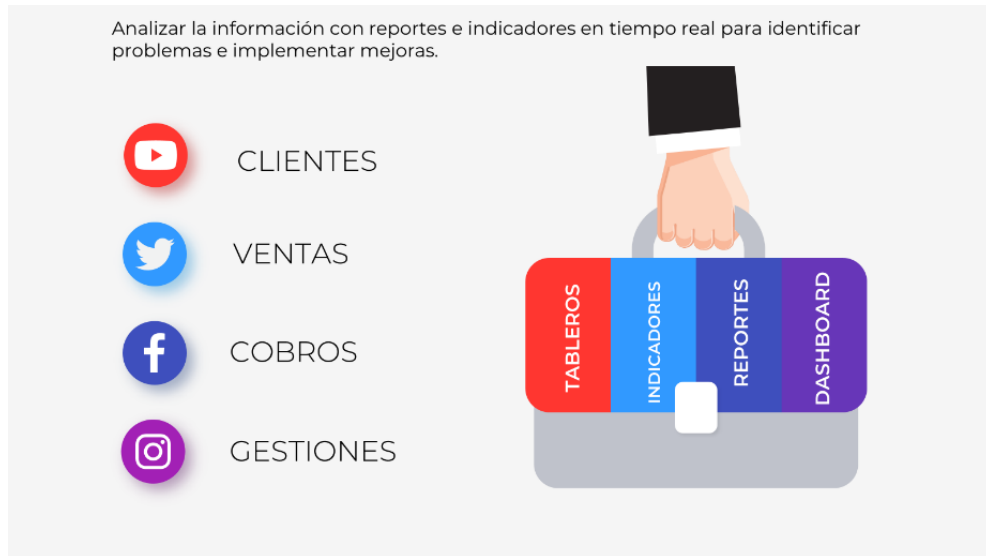 Analizar la información con reportes e indicadores en tiempo real para identificar
problemas e implementar mejoras.
CLIENTES
VENTAS
COBROS
GESTIONES
TABLEROS
INDICADORES
REPORTES
DASHBOARD